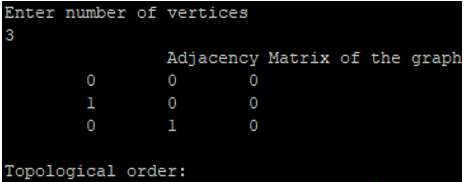 Enter number of vertices
3
Adjacency Matrix of the graph
0 0 0
1 0 0
0 1 0
Topological order: